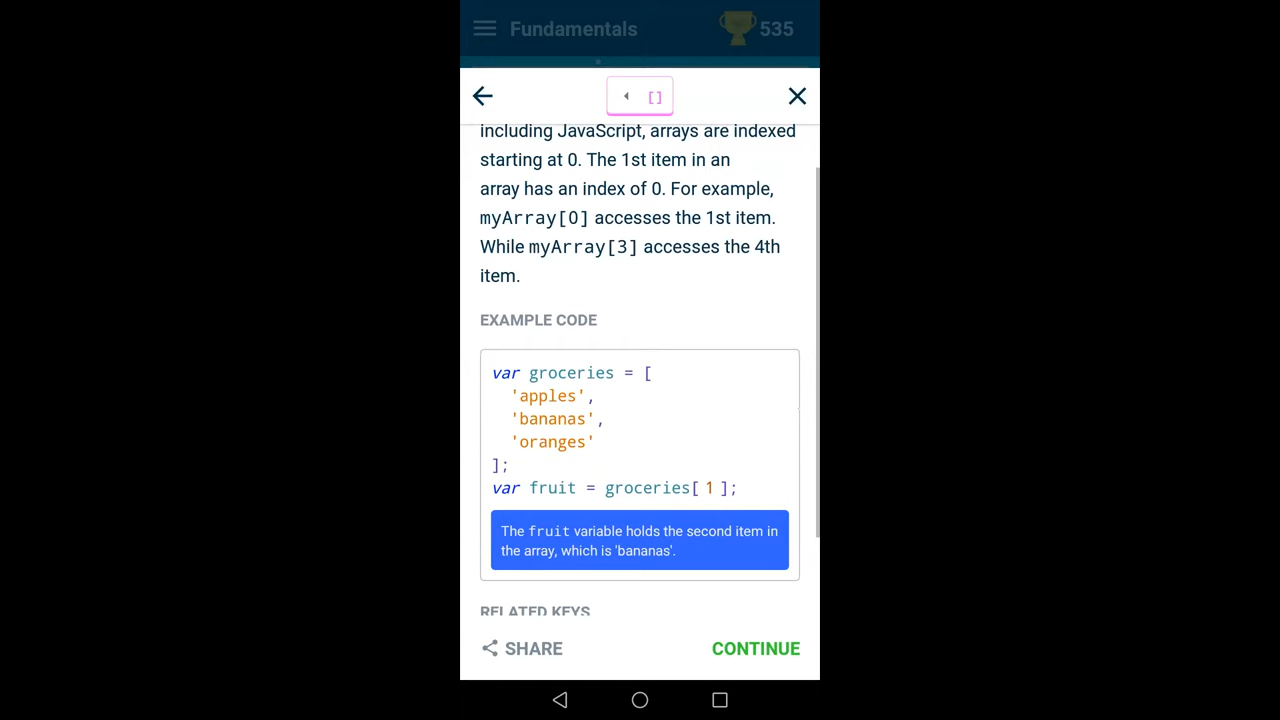 Fundamentals 535
[]
including JavaScript, arrays are indexed
starting at 0. The 1st item in an
array has an index of 0. For example,
myArray[0] accesses the 1st item.
While myArray[3] accesses the 4th
item.
EXAMPLE CODE
var groceries = [
'apples',
'bananas',
'oranges'
];
var fruit = groceries[ 1 ];
The fruit variable holds the second item in
the array, which is 'bananas'.
RELATED KEYS
SHARE CONTINUE